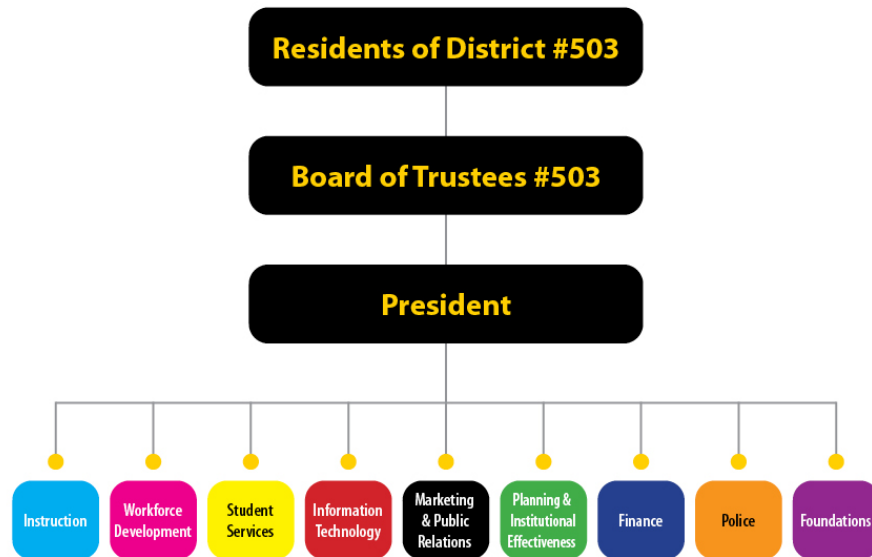 Residents of District #503
Board of Trustees #503
President
Instruction
Workforce
Development
Student
Services
Information
Technology
Marketing
& Public
Relations
Planning &
Institutional
Effectiveness
Finance
Police
Foundations